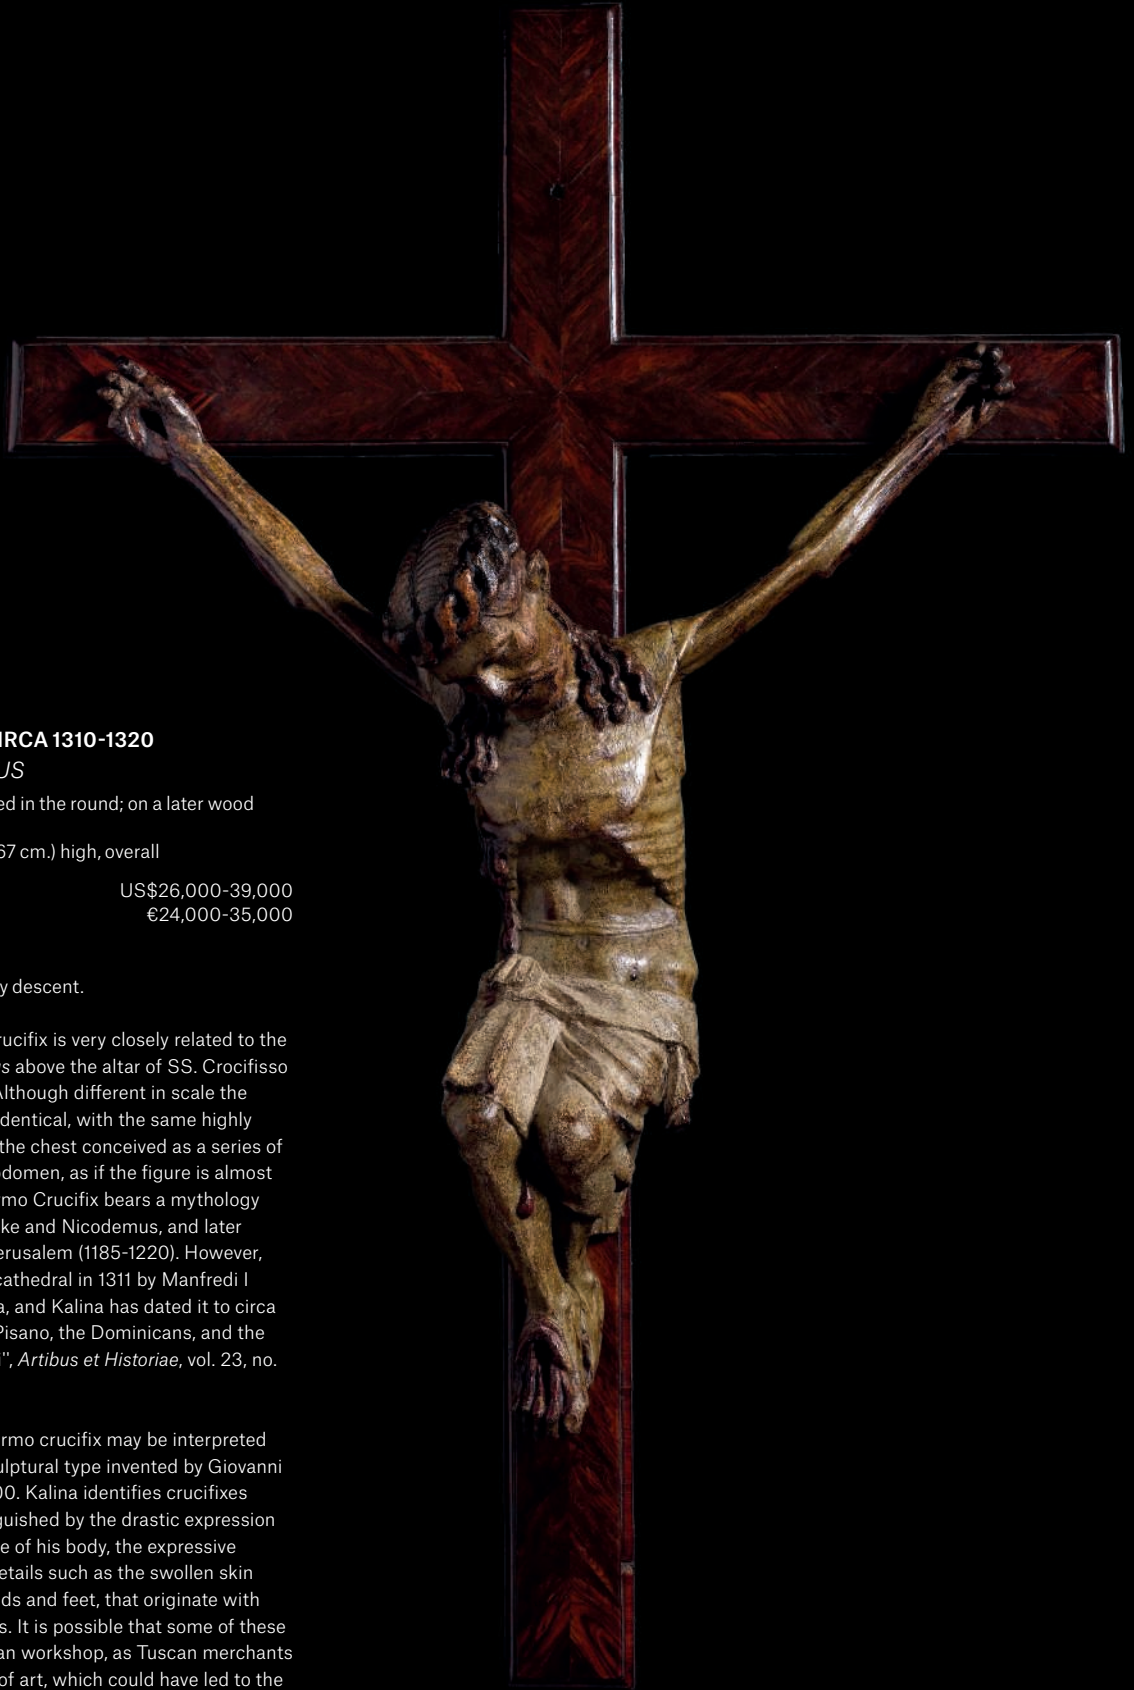 IRCA 1310-1320
US
ed in the round; on a later wood
67 cm.) high, overall
US$26,000-39,000
€24,000-35,000
y descent.
rucifix is very closely related to the
s above the altar of SS. Crocifisso
Although different in scale the
dentical, with the same highly
the chest conceived as a series of
domen, as if the figure is almost
rmo Crucifix bears a mythology
ke and Nicodemus, and later
erusalem (1185-1220). However,
cathedral in 1311 by Manfredi I
a, and Kalina has dated it to circa
Pisano, the Dominicans, and the
i", Artibus et Historiae, vol. 23, no.
rmo crucifix may be interpreted
ulptural type invented by Giovanni
00. Kalina identifies crucifixes
guished by the drastic expression
e of his body, the expressive
etails such as the swollen skin
ds and feet, that originate with
s. It is possible that some of these
an workshop, as Tuscan merchants
of art, which could have led to the